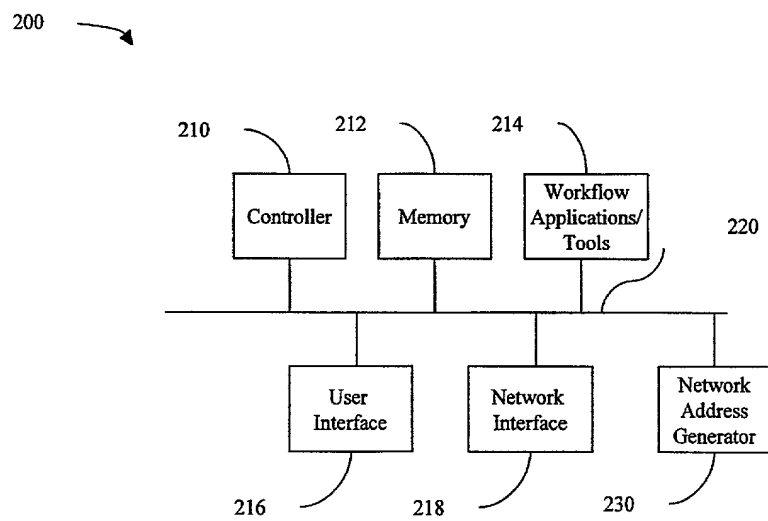 200
210
212
214
Controller
Memory
Workflow
Applications/
Tools
220
User
Interface
Network
Interface
Network
Address
Generator
216
218
230